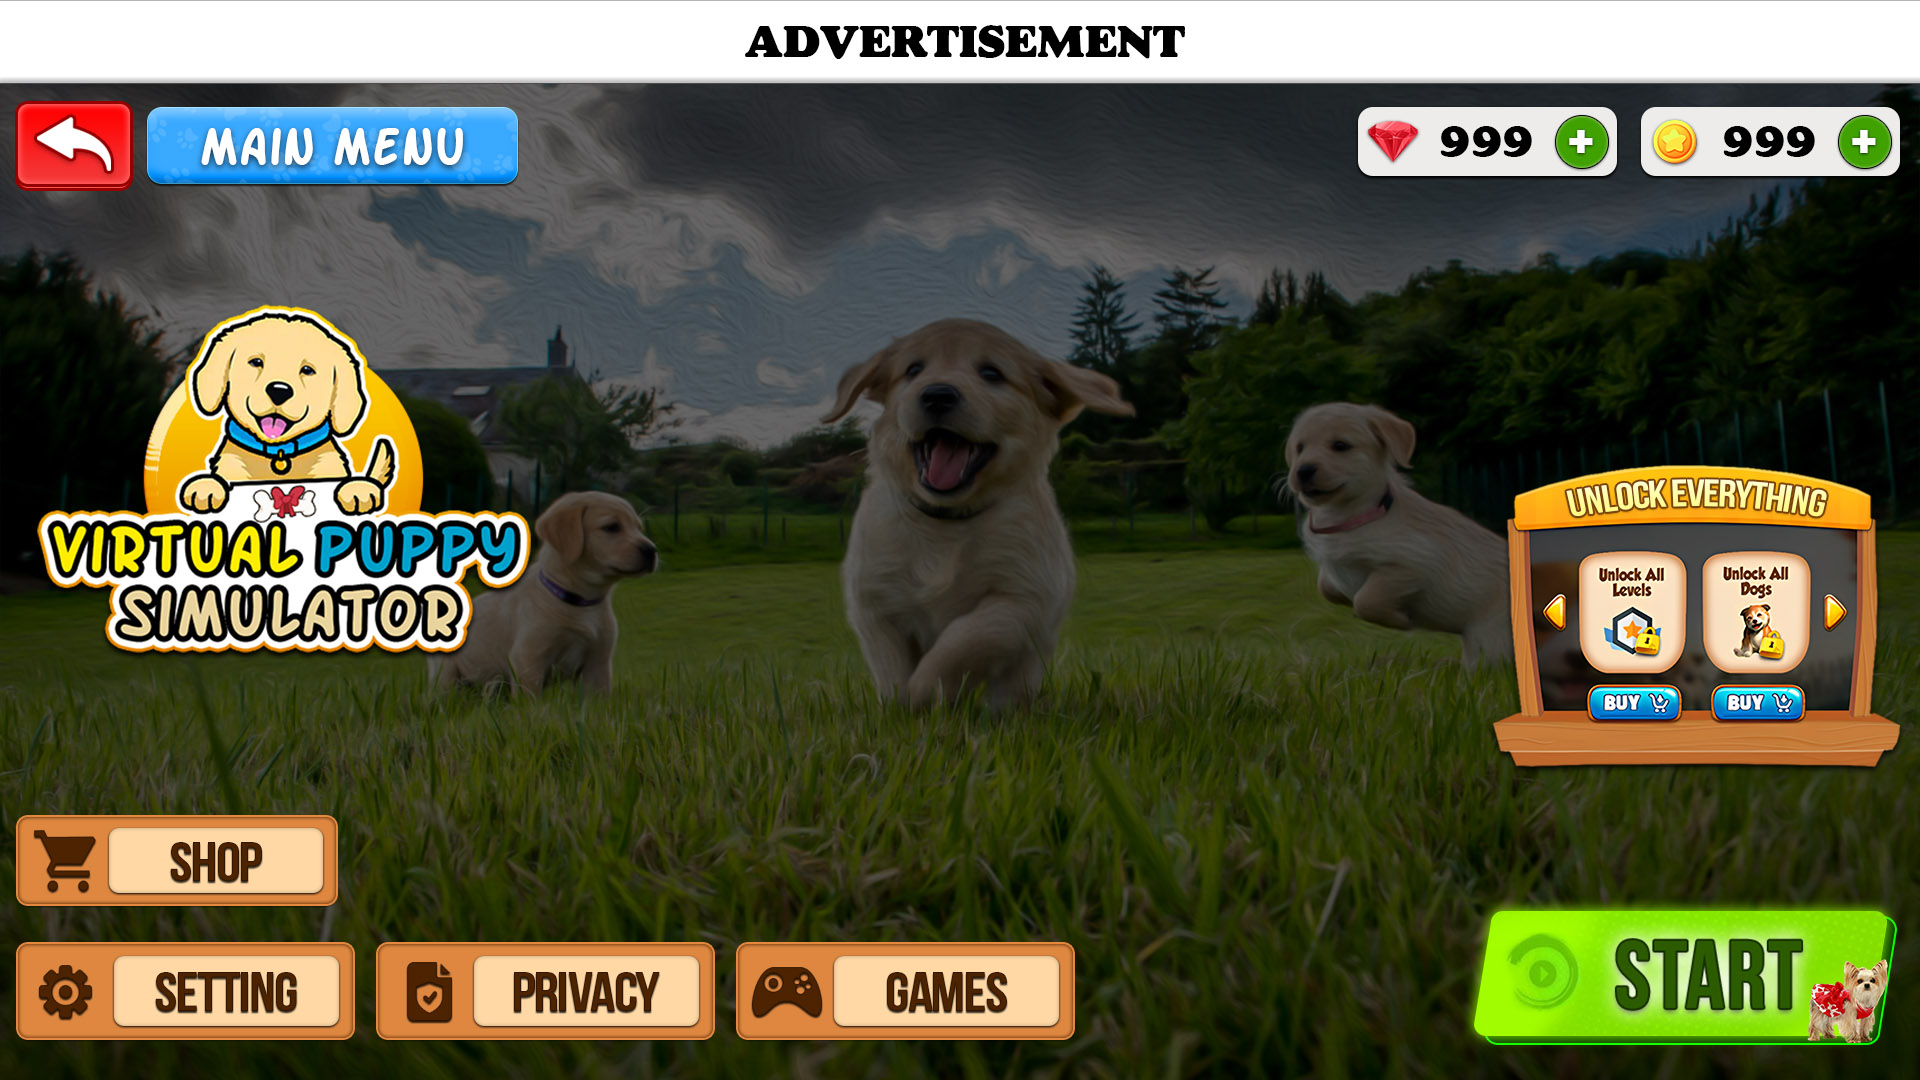 ADVERTISEMENT
MAIN MENU
999
999
VIRTUAL PUPPY
SIMULATOR
UNLOCK EVERYTHING
Unlock All
Levels
Unlock All
Dogs
BUY
BUY
SHOP
SETTING
PRIVACY
GAMES
START